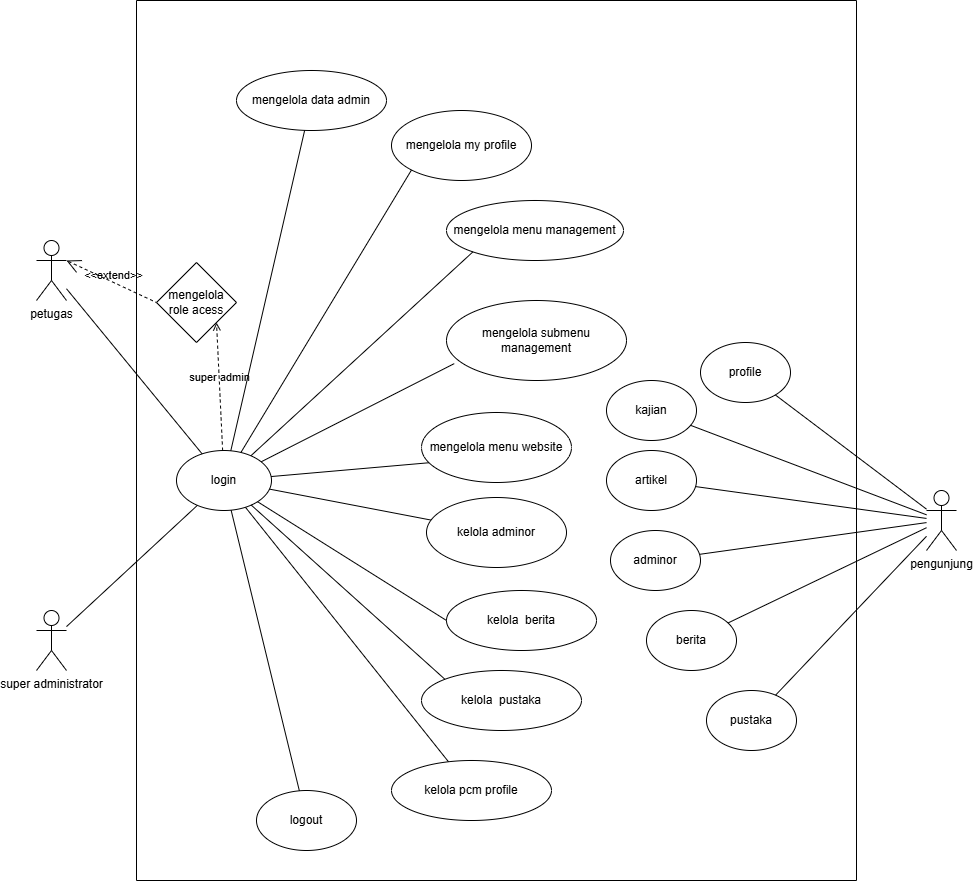 mengelola data admin
mengelola my profile
mengelola menu management
<<extend>>
mengelola
role acess
petugas
mengelola submenu
management
profile
super admin
kajian
mengelola menu website
login
artikel
kelola adminor
adminor
pengunjung
kelola  berita
berita
super administrator
kelola  pustaka
pustaka
kelola pcm profile
logout